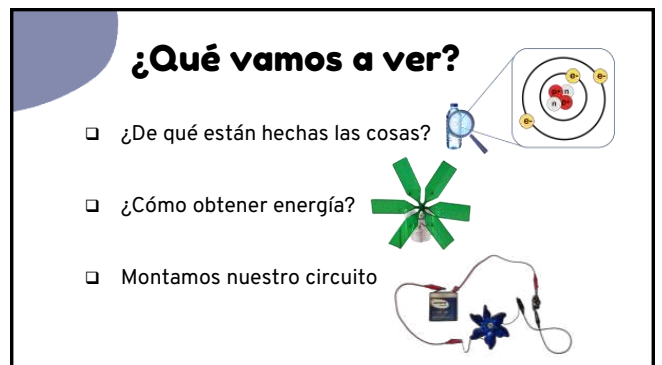 ¿Qué vamos a ver?
¿De qué están hechas las cosas?
¿Cómo obtener energía?
Montamos nuestro circuito
e-
e-
p+
n
n
p+
e-